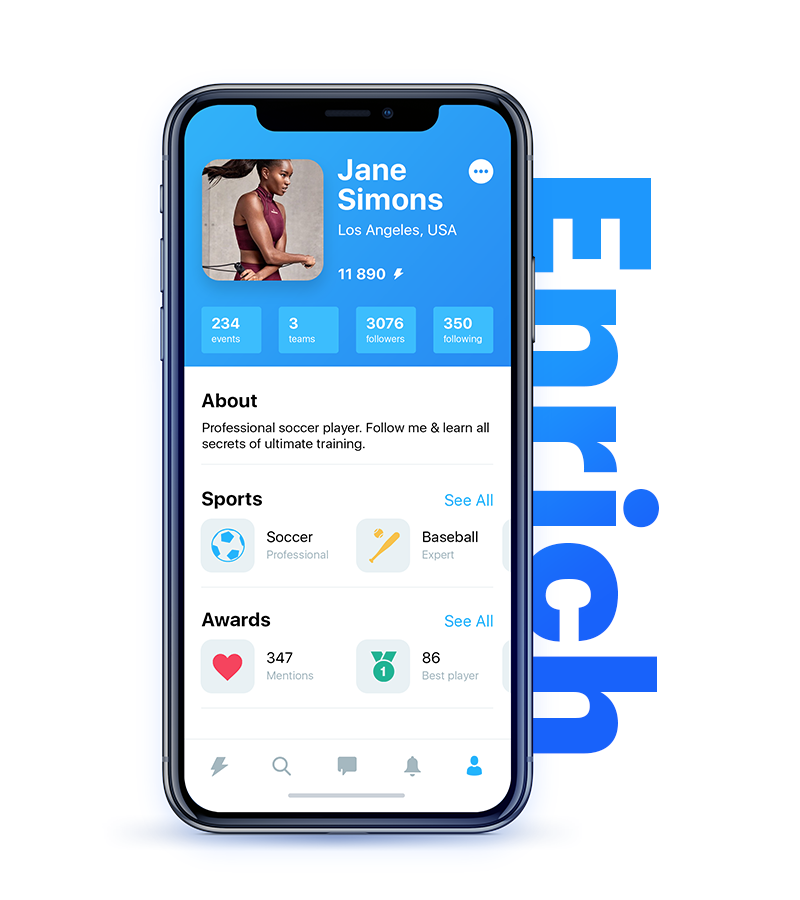 Jane
Simons
Los Angeles, USA
11 890
234
events
3
teams
3076
followers
350
following
About
Professional soccer player. Follow me & learn all
secrets of ultimate training.
Sports
See All
Soccer
Professional
Baseball
Expert
Awards
See All
347
Mentions
1
86
Best player
Enrich